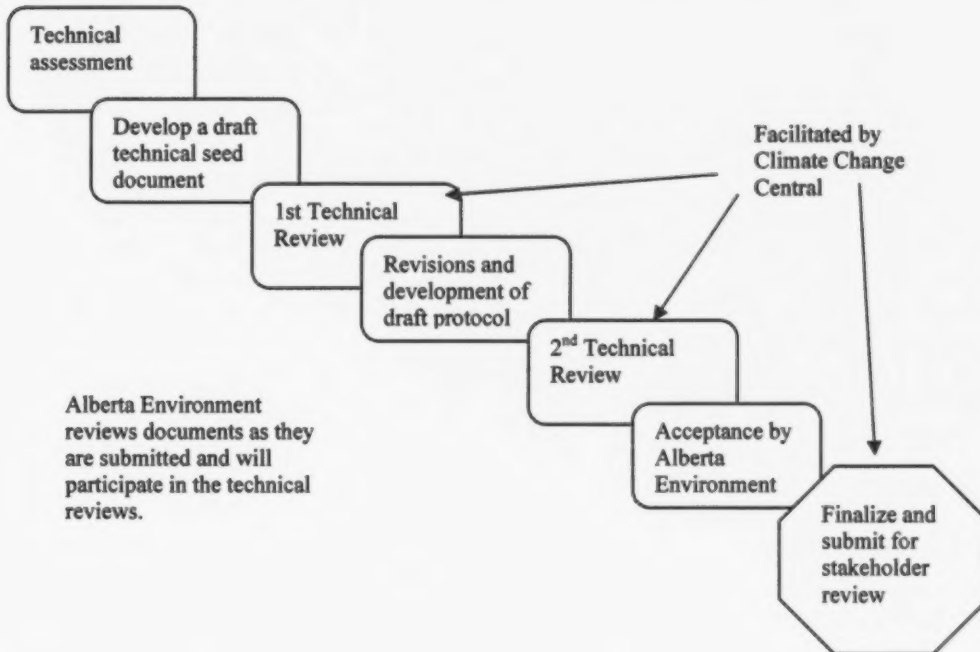 Technical
assessment
Develop a draft
technical seed
document
Facilitated by
Climate Change
Central
1st Technical
Review
Revisions and
development of
draft protocol
2nd Technical
Review
Alberta Environment
reviews documents as they
are submitted and will
participate in the technical
reviews.
Acceptance by
Alberta
Environment
Finalize and
submit for
stakeholder
review